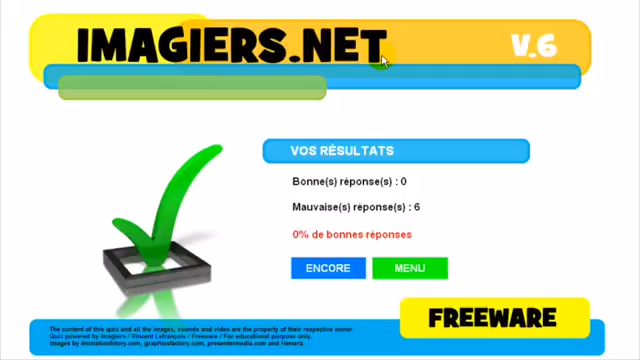 IMAGIERS.NET
V.6
VOS RÉSULTATS
Bonne(s) réponse(s) : 0
Mauvaise(s) réponse(s) : 6
0% de bonnes réponses
ENCORE
MENU
FREEWARE
The content of this quiz and all the images, sounds and video are the property of their respective owner.
Quiz powered by Imagiers / Vincent Lefrançois / Freeware / For educational purpose only.
Images by Animationfactory.com, graphicsfactory.com, presentermedia.com and Hemera.